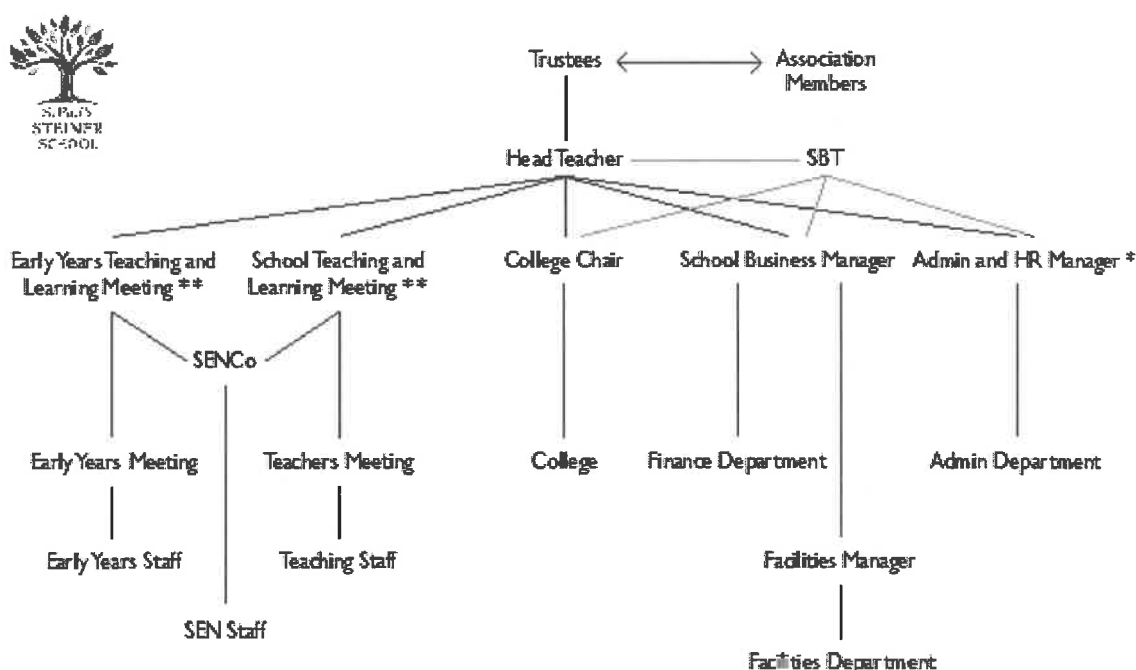 Trustees
Association
Members
STEINER
SCHOOL
Head Teacher
SBT
Early Years Teaching and
Learning Meeting **
School Teaching and
Learning Meeting **
College Chair
School Business Manager
Admin and HR Manager *
SENCo
Early Years Meeting
Teachers Meeting
College
Finance Department
Admin Department
Early Years Staff
Teaching Staff
Facilities Manager
SEN Staff
Facilities Department